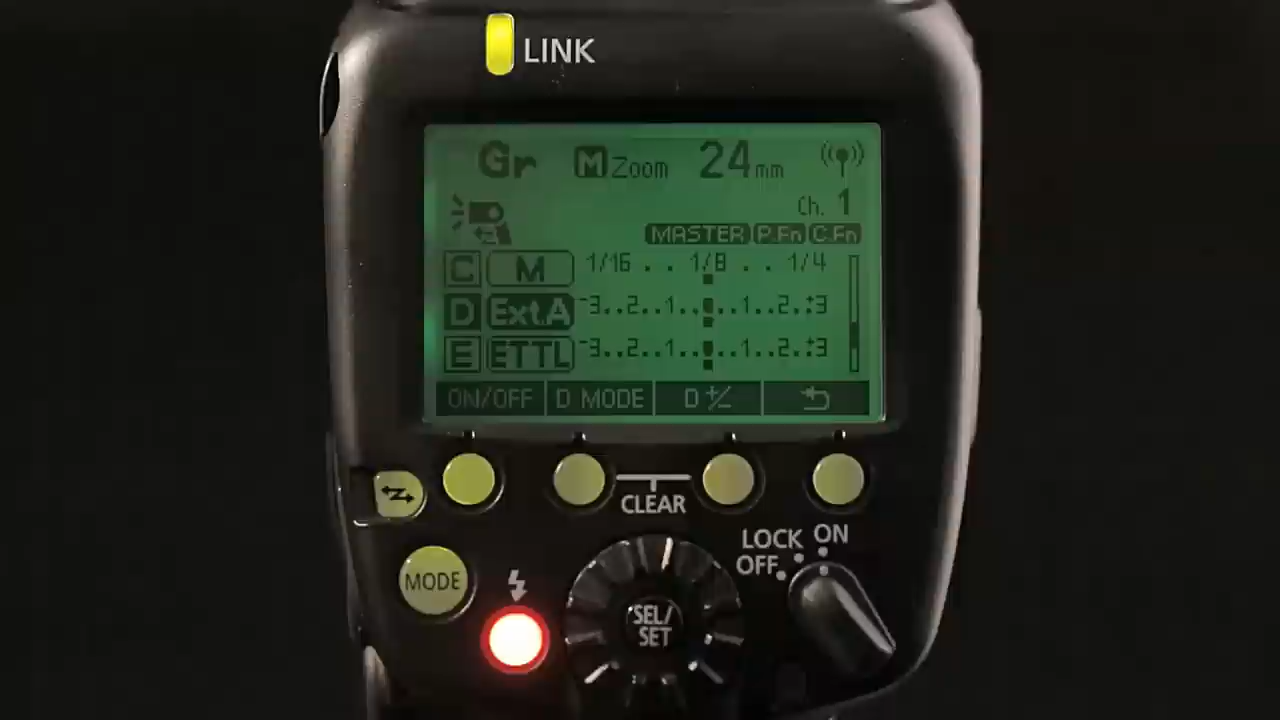 LINK
Gr M Zoom 24mm
Ch. 1
MASTER P.Fn C.Fn
C M 1/16 . . 1/8 . . 1/4
D Ext.A -3..2..1..0..1..2..+3
E ETTL -3..2..1..0..1..2..+3
ON/OFF D MODE D +/-
CLEAR
LOCK ON
OFF
MODE
SEL/
SET